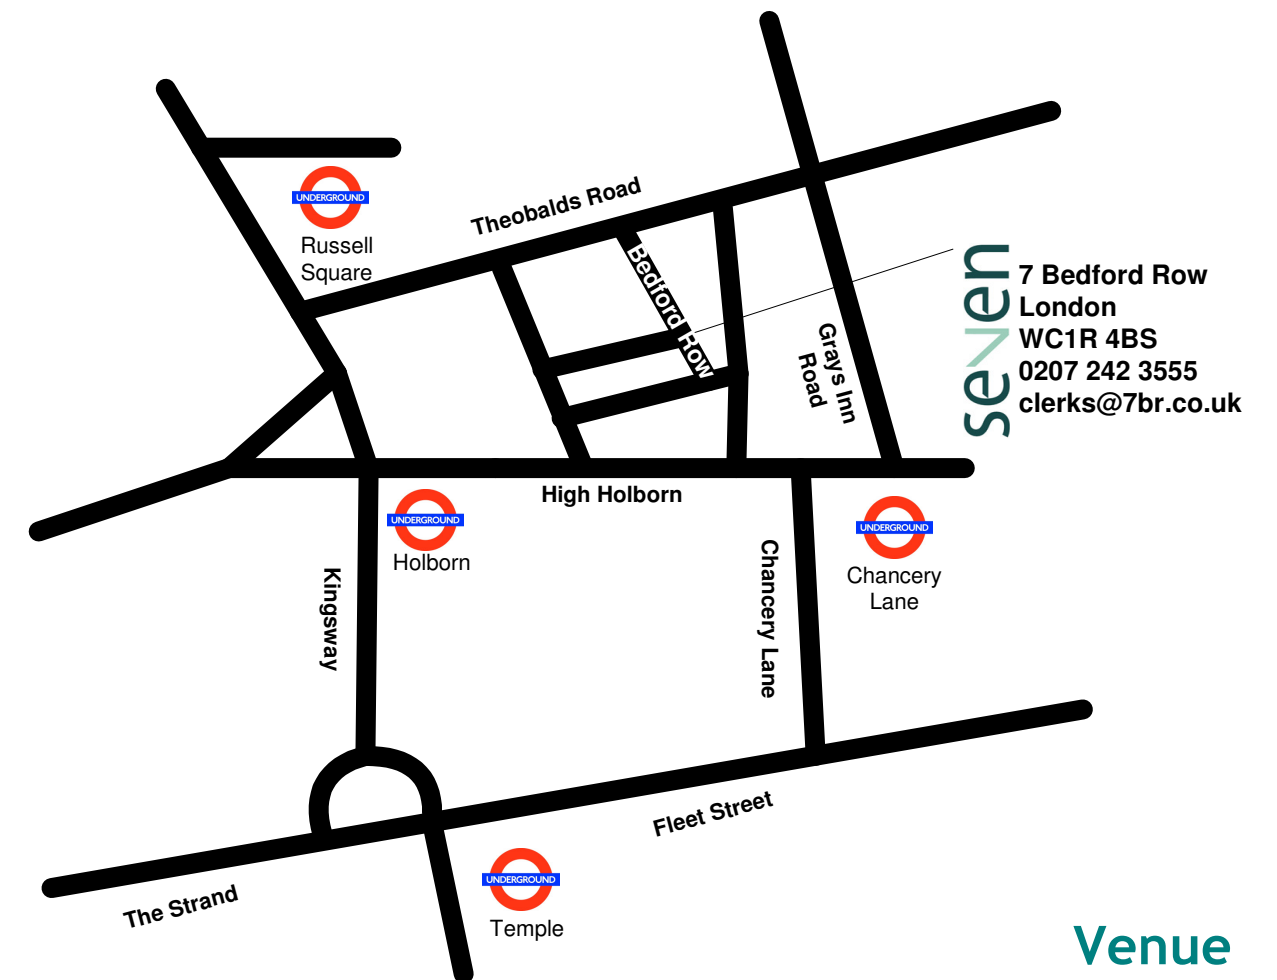 UNDERGROUND
Russell
Square
Theobalds Road
Bedford Row
Grays Inn
Road
seven
7 Bedford Row
London
WC1R 4BS
0207 242 3555
clerks@7br.co.uk
High Holborn
UNDERGROUND
Holborn
UNDERGROUND
Chancery
Lane
Kingsway
Chancery Lane
Fleet Street
The Strand
UNDERGROUND
Temple
Venue